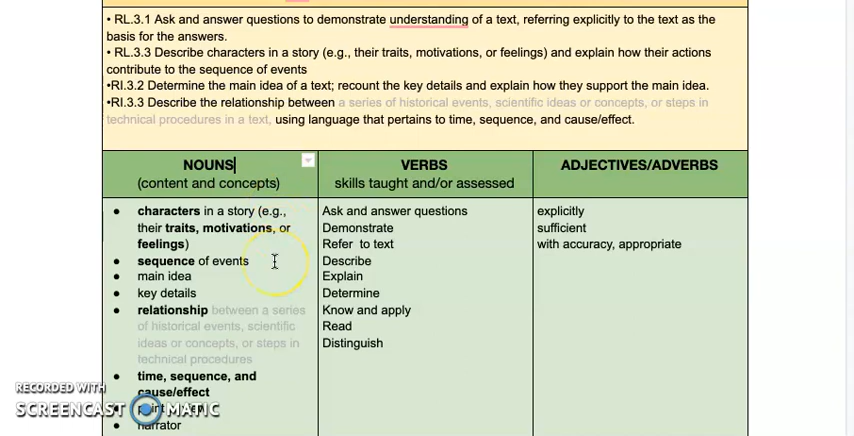 • RL.3.1 Ask and answer questions to demonstrate understanding of a text, referring explicitly to the text as the
basis for the answers.
• RL.3.3 Describe characters in a story (e.g., their traits, motivations, or feelings) and explain how their actions
contribute to the sequence of events
•RI.3.2 Determine the main idea of a text; recount the key details and explain how they support the main idea.
•RI.3.3 Describe the relationship between a series of historical events, scientific ideas or concepts, or steps in
technical procedures in a text, using language that pertains to time, sequence, and cause/effect.
NOUNS
(content and concepts)
VERBS
skills taught and/or assessed
ADJECTIVES/ADVERBS
● characters in a story (e.g.,
their traits, motivations, or
feelings)
● sequence of events
● main idea
● key details
● relationship between a series
of historical events, scientific
ideas or concepts, or steps in
technical procedures
● time, sequence, and
cause/effect
narrator
Ask and answer questions
Demonstrate
Refer to text
Describe
Explain
Determine
Know and apply
Read
Distinguish
explicitly
sufficient
with accuracy, appropriate
RECORDED WITH
SCREENCAST MATIC